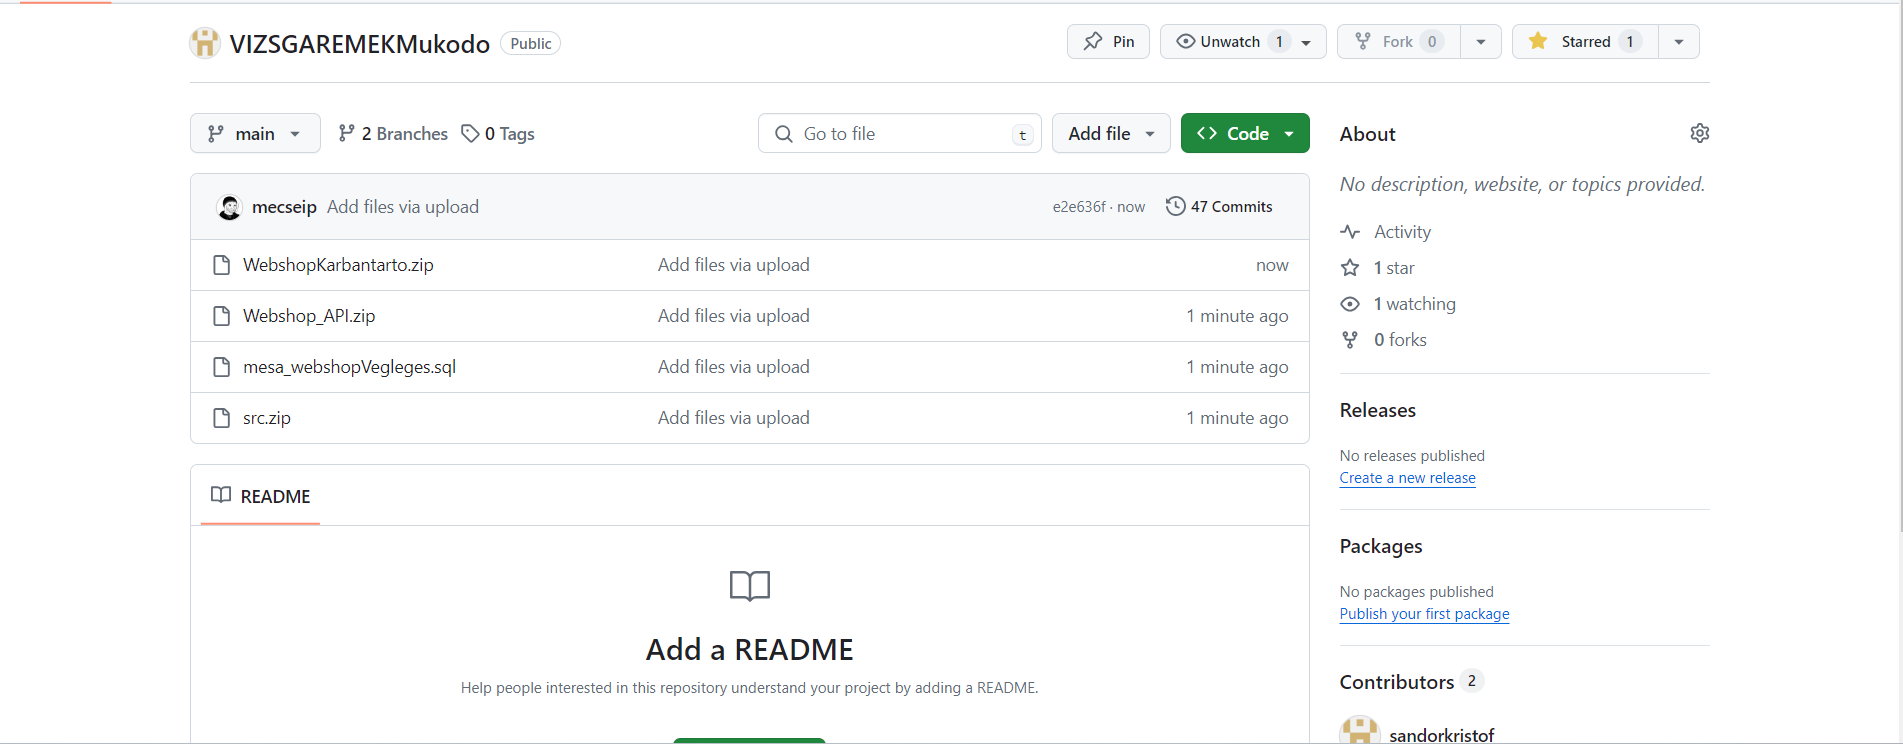 VIZSGAREMEKMukodo Public
Pin Unwatch 1 Fork 0 Starred 1
main 2 Branches 0 Tags Go to file t Add file Code
mecseip Add files via upload e2e636f · now 47 Commits
WebshopKarbantarto.zip Add files via upload now
Webshop_API.zip Add files via upload 1 minute ago
mesa_webshopVegleges.sql Add files via upload 1 minute ago
src.zip Add files via upload 1 minute ago
README
Add a README
Help people interested in this repository understand your project by adding a README.
About
No description, website, or topics provided.
Activity
1 star
1 watching
0 forks
Releases
No releases published
Create a new release
Packages
No packages published
Publish your first package
Contributors 2
sandorkristof